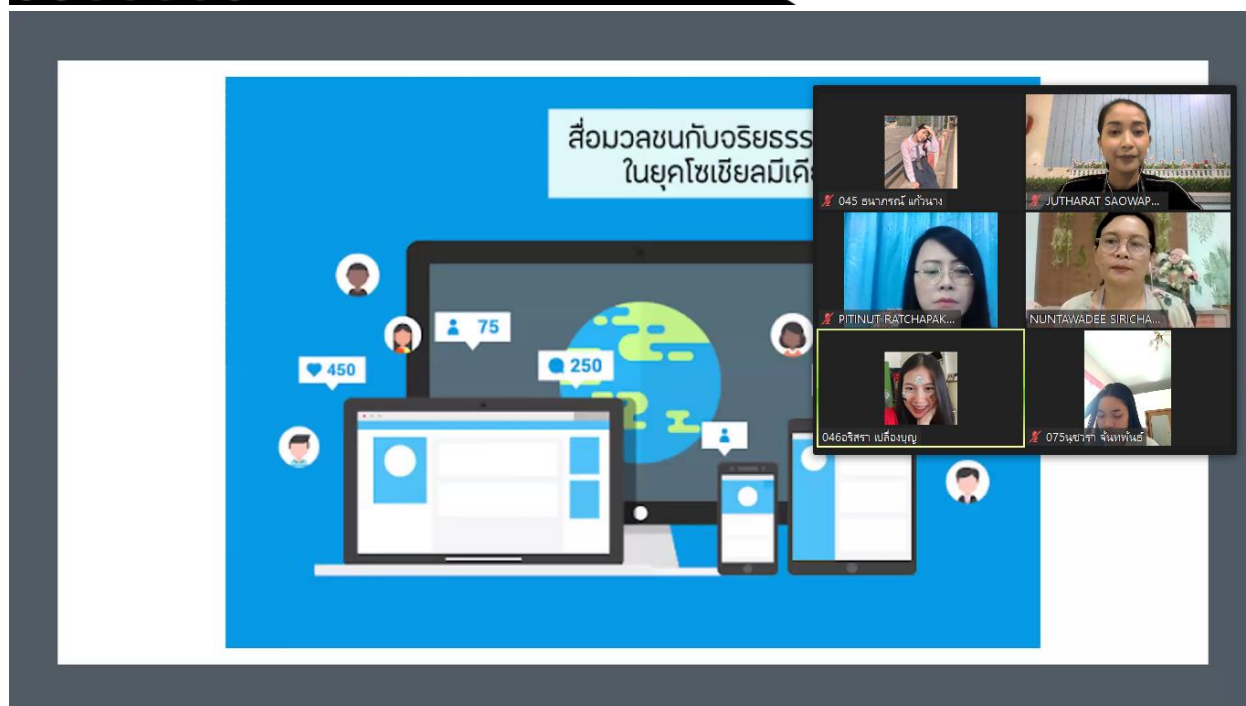 สื่อมวลชนกับจริยธรร
ในยุคโซเชียลมีเดีย
75
250
450
045 ธนาภรณ์ แก้วนาง
JUTHARAT SAOWAP...
PITINUT RATCHAPAK...
NUNTAWADEE SIRICHA...
046อริสรา เปลื่องบุญ
075นุชวรา จันทพันธ์